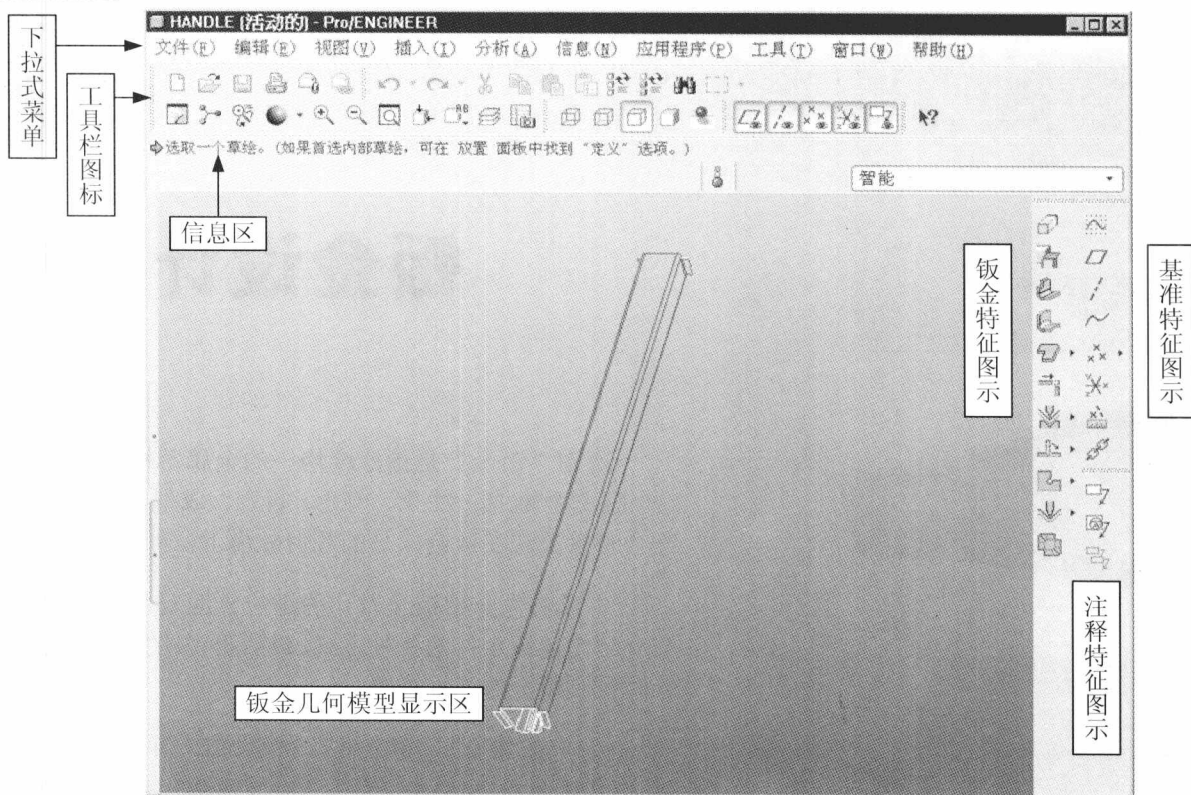 HANDLE (活动的) - Pro/ENGINEER
文件(F) 编辑(E) 视图(V) 插入(I) 分析(A) 信息(N) 应用程序(P) 工具(T) 窗口(W) 帮助(H)
下拉式菜单
工具栏图标
选取一个草绘。(如果首选内部草绘，可在 放置 面板中找到 “定义” 选项。)
智能
信息区
钣金特征图示
基准特征图示
注释特征图示
钣金几何模型显示区